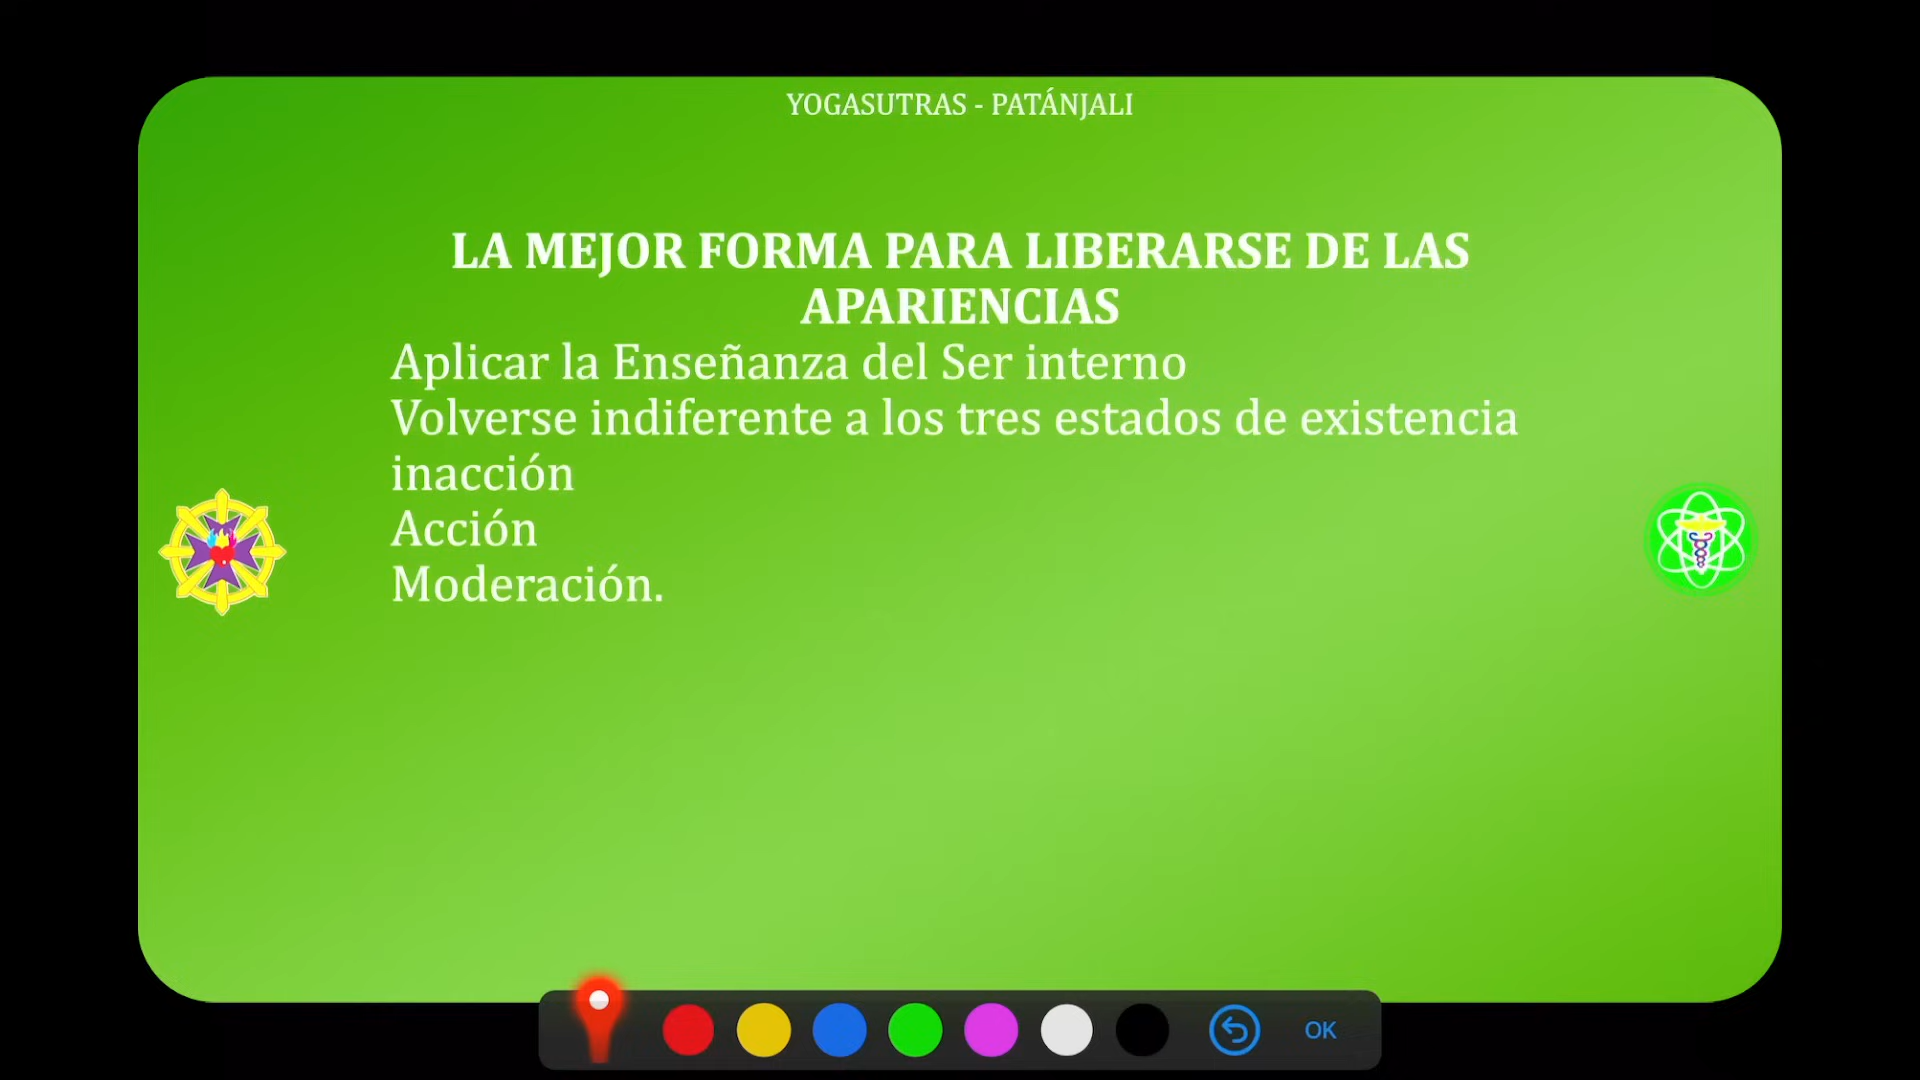 YOGASUTRAS - PATÁNJALI
LA MEJOR FORMA PARA LIBERARSE DE LAS
APARIENCIAS
Aplicar la Enseñanza del Ser interno
Volverse indiferente a los tres estados de existencia
inacción
Acción
Moderación.
OK